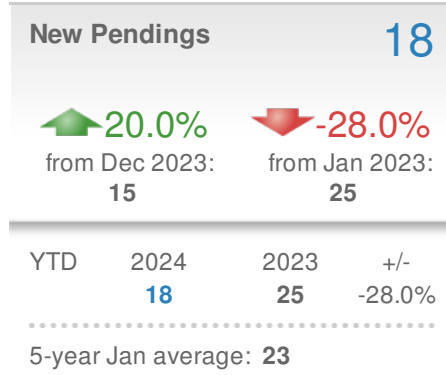 New Pendings 18
20.0% -28.0%
from Dec 2023: from Jan 2023:
15 25
YTD 2024 2023 +/-
18 25 -28.0%
5-year Jan average: 23